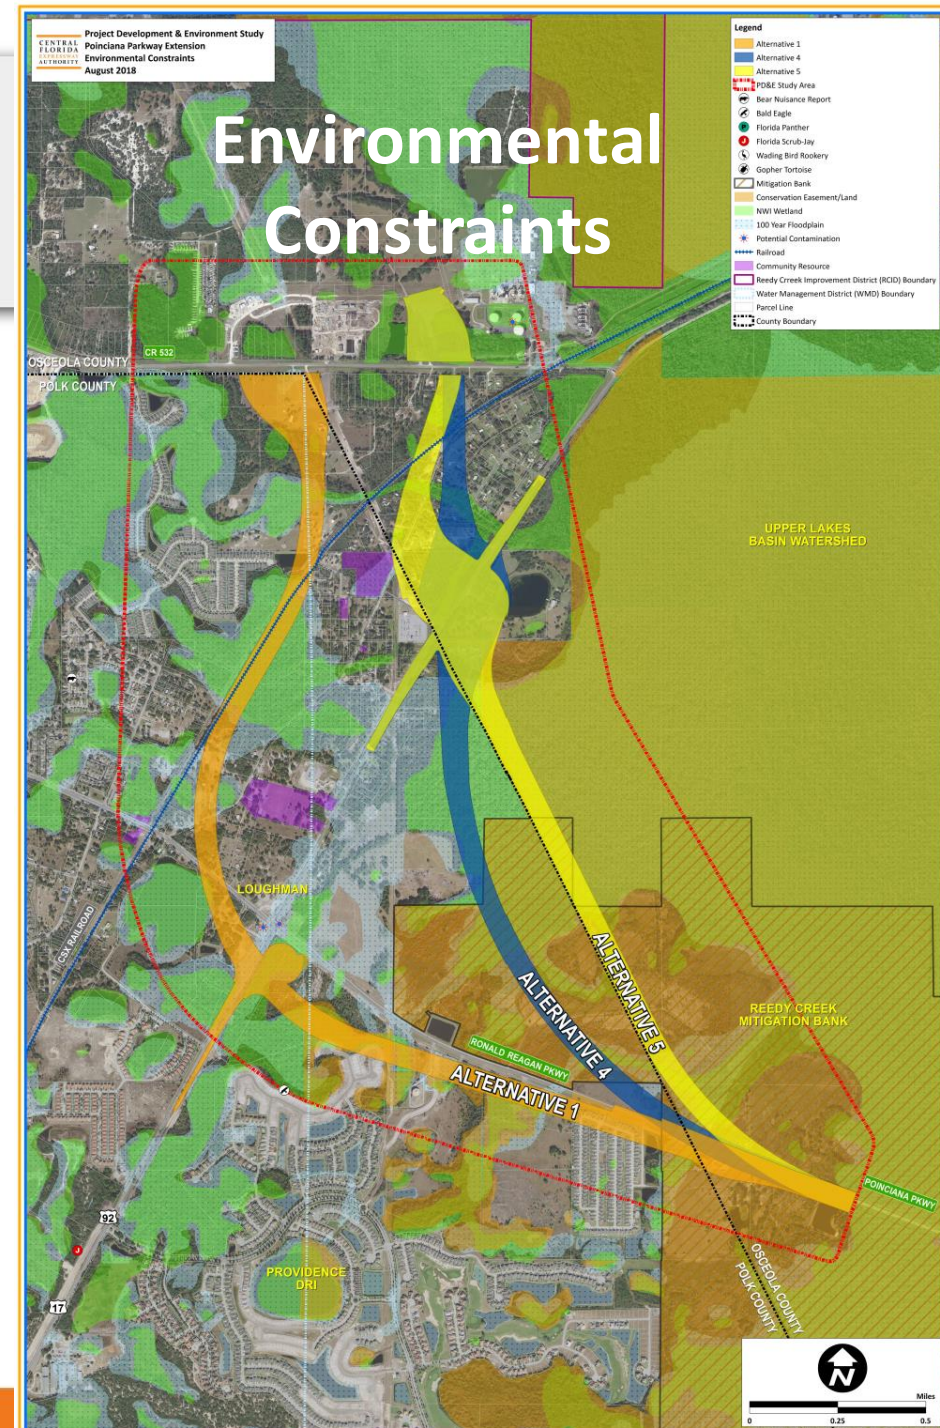 CENTRAL
FLORIDA
EXPRESSWAY
AUTHORITY
Project Development & Environment Study
Poinciana Parkway Extension
Environmental Constraints
August 2018
Environmental
Constraints
Legend
Alternative 1
Alternative 4
Alternative 5
PD&E Study Area
Bear Nuisance Report
Bald Eagle
P Florida Panther
J Florida Scrub-Jay
Wading Bird Rookery
Gopher Tortoise
Mitigation Bank
Conservation Easement/Land
NWI Wetland
100 Year Floodplain
Potential Contamination
Railroad
Community Resource
Reedy Crreek Improvement District (RCID) Boundary
Water Management District (WMD) Boundary
Parcel Line
County Boundary
CR 532
OSCEOLA COUNTY
POLK COUNTY
UPPER LAKES
BASIN WATERSHED
LOUGHMAN
CSX RAILROAD
ALTERNATIVE 5
ALTERNATIVE 4
REEDY CREEK
MITIGATION BANK
RONALD REAGAN PKWY
ALTERNATIVE 1
POINCIANA PKWY
92
J
17
PROVIDENCE
DRI
OSCEOLA COUNTY
POLK COUNTY
N
Miles
0 0.25 0.5